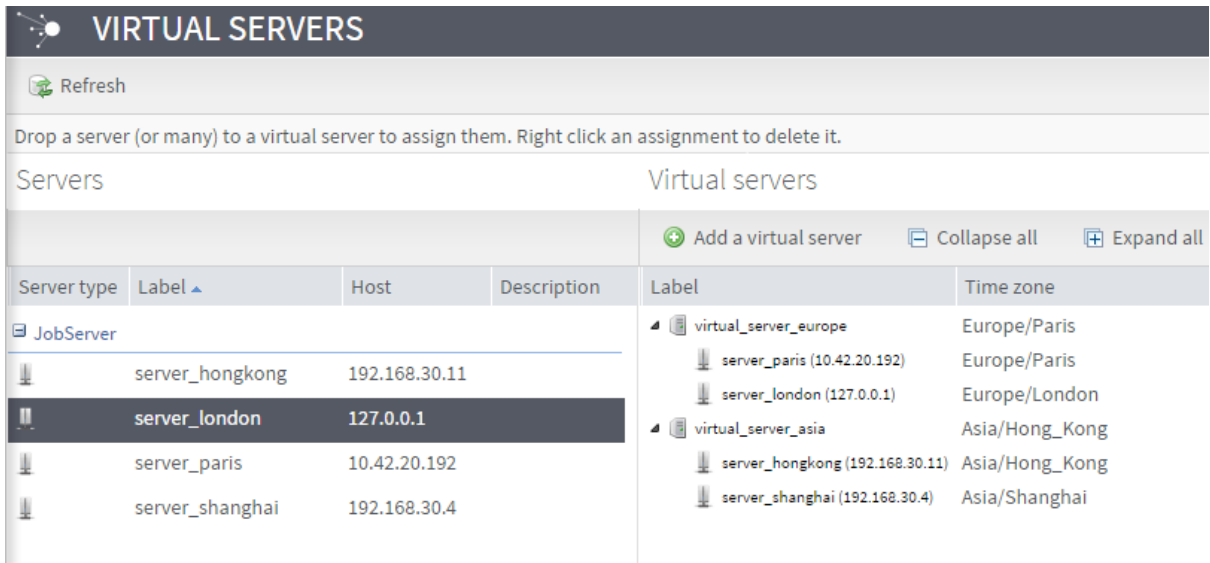 VIRTUAL SERVERS
Refresh
Drop a server (or many) to a virtual server to assign them. Right click an assignment to delete it.
Servers
Virtual servers
Add a virtual server Collapse all Expand all
Server type Label Host Description
JobServer
server_hongkong 192.168.30.11
server_london 127.0.0.1
server_paris 10.42.20.192
server_shanghai 192.168.30.4
Label Time zone
virtual_server_europe Europe/Paris
server_paris (10.42.20.192) Europe/Paris
server_london (127.0.0.1) Europe/London
virtual_server_asia Asia/Hong_Kong
server_hongkong (192.168.30.11) Asia/Hong_Kong
server_shanghai (192.168.30.4) Asia/Shanghai